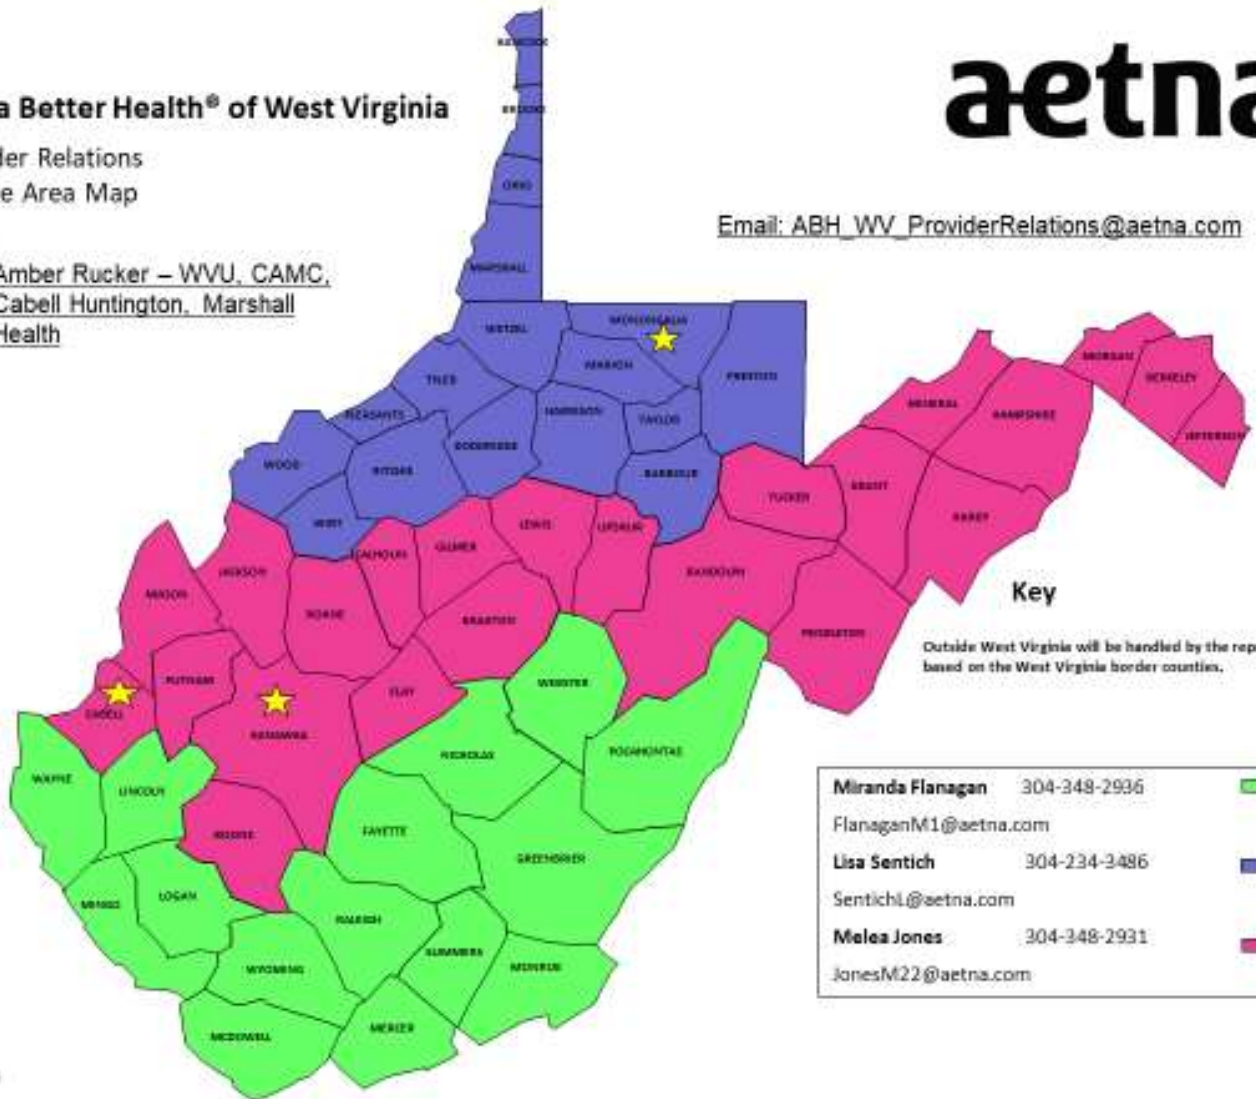 a Better Health® of West Virginia
der Relations
e Area Map
aetna
Email: ABH_WV_ProviderRelations@aetna.com
Amber Rucker – WVU, CAMC,
Cabell Huntington, Marshall
Health
HANCOCK
BROOKE
OHIO
MARSHALL
WETZEL
MONONGALIA
MARION
PRESTON
TYLER
PLEASANTS
WOOD
RITCHIE
DODDRIDGE
HARRISON
TAYLOR
BARBOUR
WIRT
MORGAN
BERKELEY
JEFFERSON
MINERAL
HAMPSHIRE
GRANT
HARDY
TUCKER
LEWIS
UPSHUR
RANDOLPH
PENDLETON
CALHOUN
GILMER
JACKSON
ROANE
MASON
BRAXTON
PUTNAM
CLAY
CABELL
KANAWHA
WEBSTER
POCAHONTAS
NICHOLAS
WAYNE
LINCOLN
BOONE
FAYETTE
GREENBRIER
MINGO
LOGAN
RALEIGH
SUMMERS
MONROE
WYOMING
MCDOWELL
MERCER
Key
Outside West Virginia will be handled by the rep
based on the West Virginia border counties.
Miranda Flanagan 304-348-2936
FlanaganM1@aetna.com
Lisa Sentich 304-234-3486
SentichL@aetna.com
Melea Jones 304-348-2931
JonesM22@aetna.com